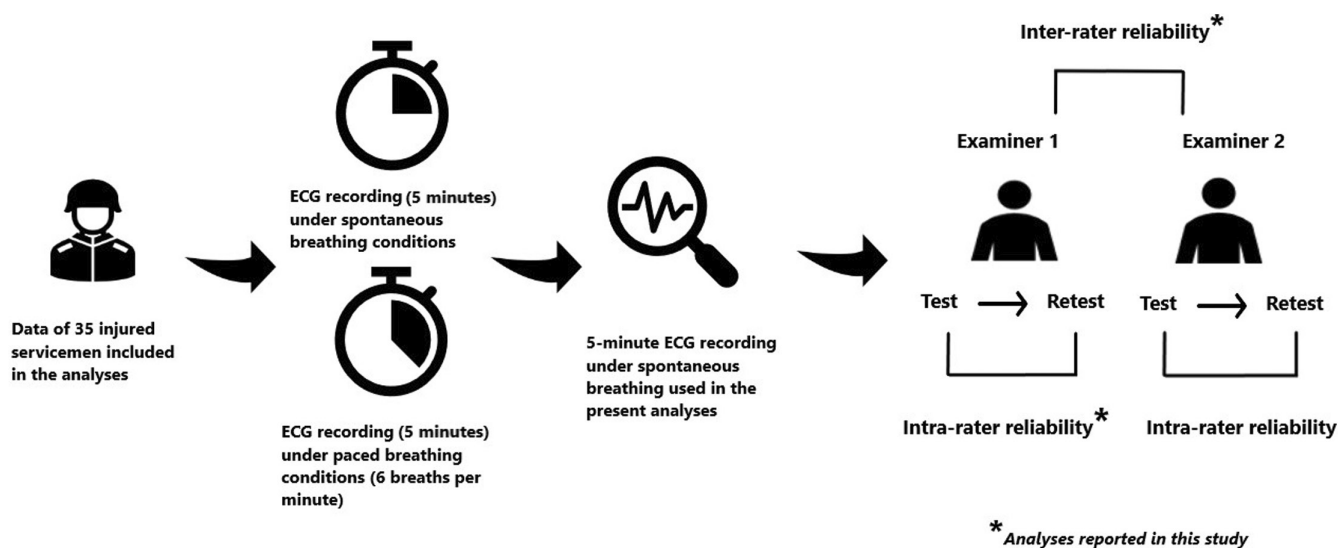 Data of 35 injured
servicemen included
in the analyses
ECG recording (5 minutes)
under spontaneous
breathing conditions
ECG recording (5 minutes)
under paced breathing
conditions (6 breaths per
minute)
5-minute ECG recording
under spontaneous
breathing used in the
present analyses
Inter-rater reliability*
Examiner 1
Examiner 2
Test
Retest
Test
Retest
Intra-rater reliability*
Intra-rater reliability
*Analyses reported in this study